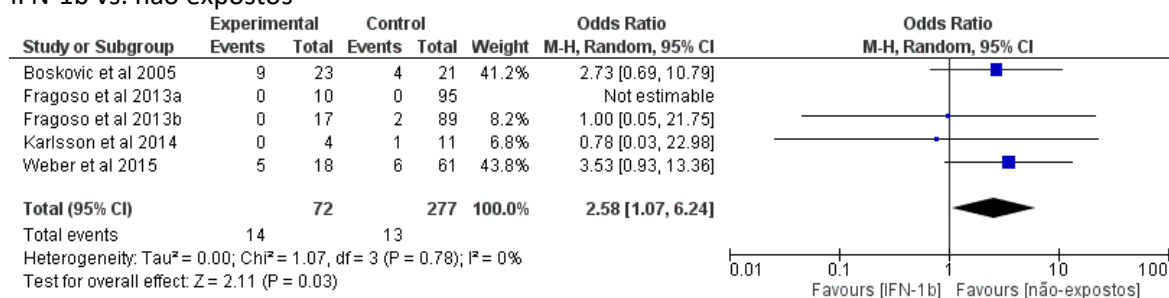 IFN-1b vs. não expostos
Experimental Control Odds Ratio Odds Ratio
Study or Subgroup Events Total Events Total Weight M-H, Random, 95% CI M-H, Random, 95% CI
Boskovic et al 2005 9 23 4 21 41.2% 2.73 [0.69, 10.79]
Fragoso et al 2013a 0 10 0 95 Not estimable
Fragoso et al 2013b 0 17 2 89 8.2% 1.00 [0.05, 21.75]
Karlsson et al 2014 0 4 1 11 6.8% 0.78 [0.03, 22.98]
Weber et al 2015 5 18 6 61 43.8% 3.53 [0.93, 13.36]
Total (95% CI) 72 277 100.0% 2.58 [1.07, 6.24]
Total events 14 13
Heterogeneity: Tau² = 0.00; Chi² = 1.07, df = 3 (P = 0.78); I² = 0%
Test for overall effect: Z = 2.11 (P = 0.03)
0.01 0.1 1 10 100
Favours [IFN-1b] Favours [não-expostos]